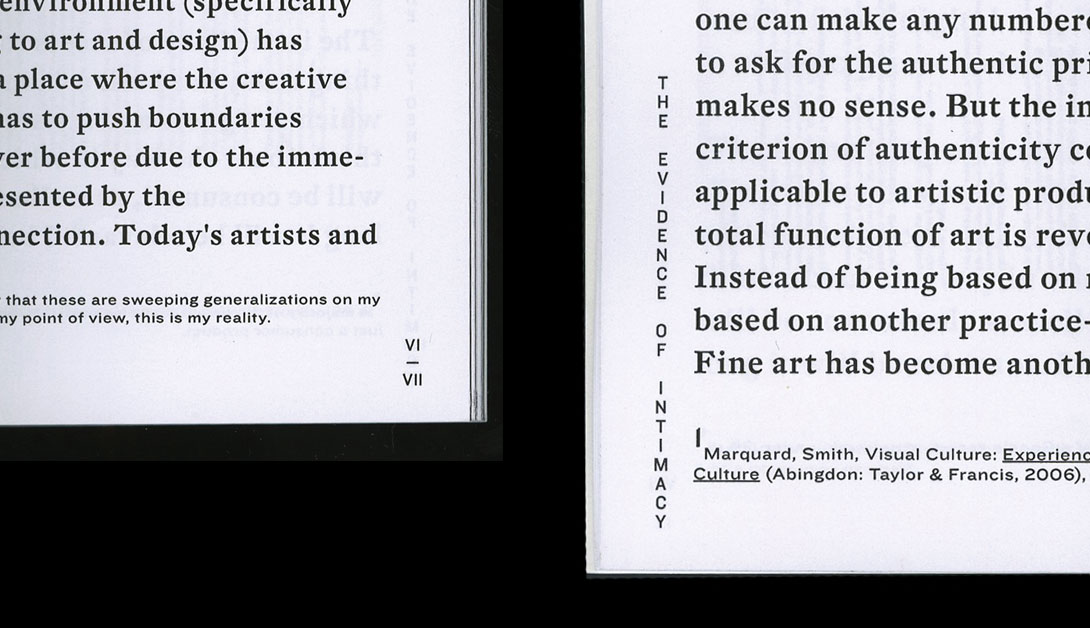 environment (specifically
to art and design) has
a place where the creative
has to push boundaries
ver before due to the imme-
esented by the
nection. Today's artists and
that these are sweeping generalizations on my
my point of view, this is my reality.
VI
—
VII
THE EVIDENCE OF INTIMACY
one can make any number
to ask for the authentic pri
makes no sense. But the in
criterion of authenticity c
applicable to artistic produ
total function of art is reve
Instead of being based on
based on another practice-
Fine art has become anoth
1 Marquard, Smith, Visual Culture: Experienc
Culture (Abingdon: Taylor & Francis, 2006),